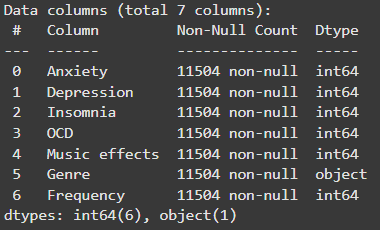 Data columns (total 7 columns):
 #   Column         Non-Null Count  Dtype
---  ------         --------------  -----
 0   Anxiety        11504 non-null  int64
 1   Depression     11504 non-null  int64
 2   Insomnia       11504 non-null  int64
 3   OCD            11504 non-null  int64
 4   Music effects  11504 non-null  int64
 5   Genre          11504 non-null  object
 6   Frequency      11504 non-null  int64
dtypes: int64(6), object(1)